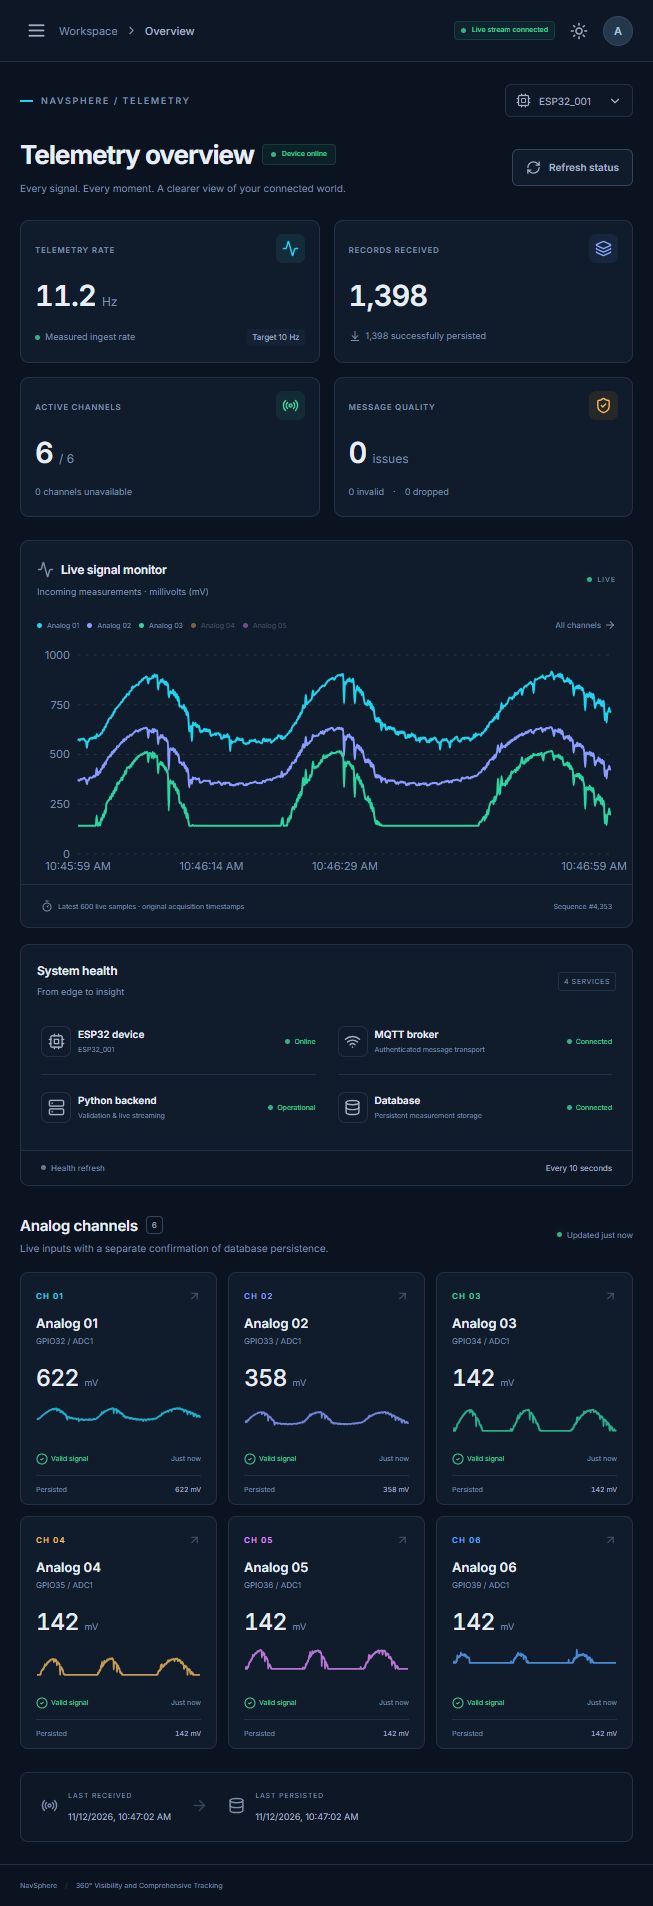 Workspace > Overview
Live stream connected
A
NAVSPHERE / TELEMETRY
ESP32_001
Telemetry overview
Device online
Refresh status
Every signal. Every moment. A clearer view of your connected world.
TELEMETRY RATE
11.2 Hz
Measured ingest rate
Target 10 Hz
RECORDS RECEIVED
1,398
1,398 successfully persisted
ACTIVE CHANNELS
6 / 6
0 channels unavailable
MESSAGE QUALITY
0 issues
0 invalid · 0 dropped
Live signal monitor
LIVE
Incoming measurements · millivolts (mV)
Analog 01 Analog 02 Analog 03 Analog 04 Analog 05
All channels →
1000
750
500
250
0
10:45:59 AM 10:46:14 AM 10:46:29 AM 10:46:59 AM
Latest 600 live samples · original acquisition timestamps
Sequence #4,353
System health
From edge to insight
4 SERVICES
ESP32 device
ESP32_001
Online
MQTT broker
Authenticated message transport
Connected
Python backend
Validation & live streaming
Operational
Database
Persistent measurement storage
Connected
Health refresh
Every 10 seconds
Analog channels 6
Live inputs with a separate confirmation of database persistence.
Updated just now
CH 01
Analog 01
GPIO32 / ADC1
622 mV
Valid signal Just now
Persisted 622 mV
CH 02
Analog 02
GPIO33 / ADC1
358 mV
Valid signal Just now
Persisted 358 mV
CH 03
Analog 03
GPIO34 / ADC1
142 mV
Valid signal Just now
Persisted 142 mV
CH 04
Analog 04
GPIO35 / ADC1
142 mV
Valid signal Just now
Persisted 142 mV
CH 05
Analog 05
GPIO36 / ADC1
142 mV
Valid signal Just now
Persisted 142 mV
CH 06
Analog 06
GPIO39 / ADC1
142 mV
Valid signal Just now
Persisted 142 mV
LAST RECEIVED
11/12/2026, 10:47:02 AM
LAST PERSISTED
11/12/2026, 10:47:02 AM
NavSphere / 360° Visibility and Comprehensive Tracking